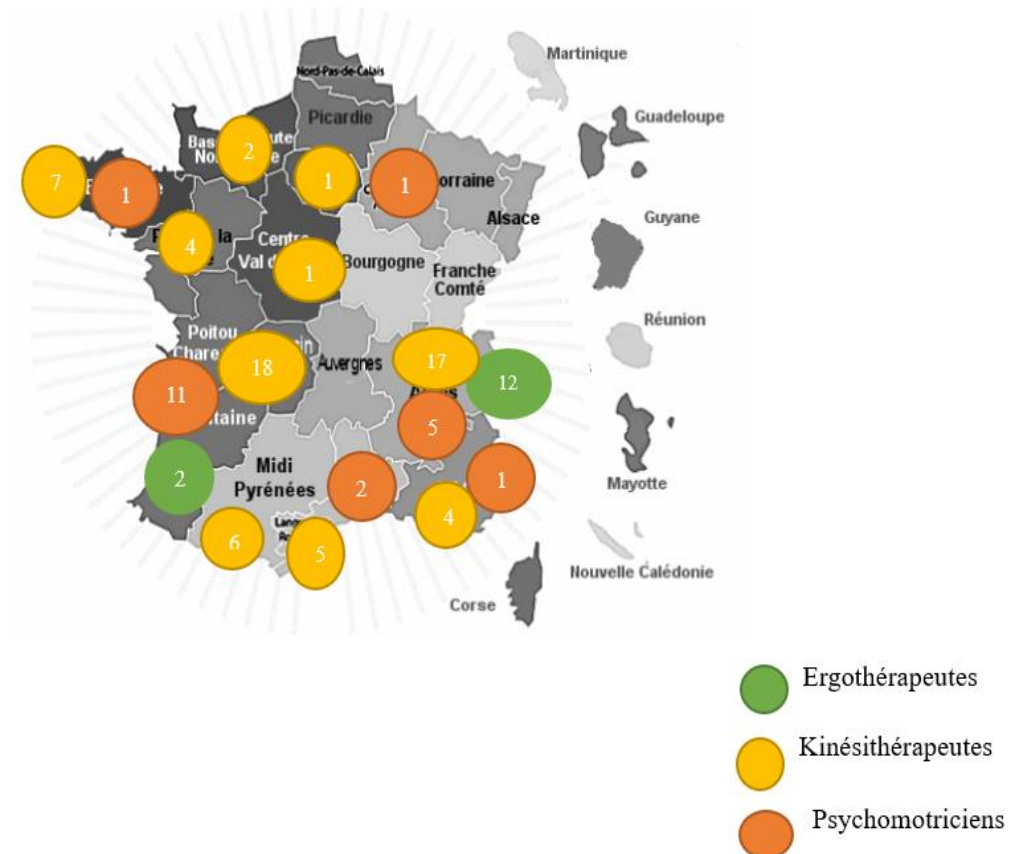 Martinique
Nord-Pas-de-Calais
Picardie
Guadeloupe
2
7
1
1
1
Alsace
Guyane
4
Centre
1
Bourgogne
Franche
Comté
Réunion
Poitou
18
Auvergnes
17
12
11
5
Midi
Pyrénées
2
2
1
Mayotte
4
6
5
Nouvelle Calédonie
Corse
Ergothérapeutes
Kinésithérapeutes
Psychomotriciens